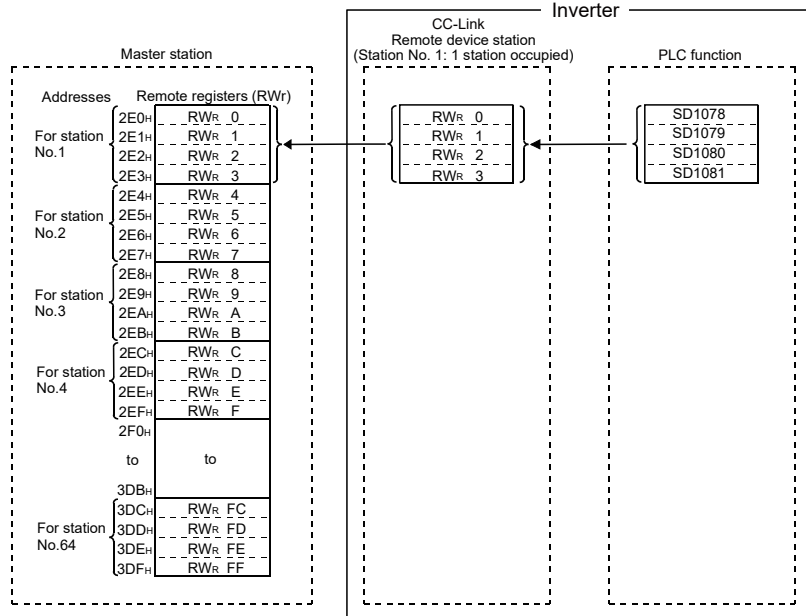 Inverter
CC-Link
Remote device station
(Station No. 1: 1 station occupied)
Master station
PLC function
Addresses
Remote registers (RWr)
For station
No.1
2E0H RWR 0
2E1H RWR 1
2E2H RWR 2
2E3H RWR 3
For station
No.2
2E4H RWR 4
2E5H RWR 5
2E6H RWR 6
2E7H RWR 7
For station
No.3
2E8H RWR 8
2E9H RWR 9
2EAH RWR A
2EBH RWR B
For station
No.4
2ECH RWR C
2EDH RWR D
2EEH RWR E
2EFH RWR F
2F0H
to to
3DBH
For station
No.64
3DCH RWR FC
3DDH RWR FD
3DEH RWR FE
3DFH RWR FF
RWR 0
RWR 1
RWR 2
RWR 3
SD1078
SD1079
SD1080
SD1081